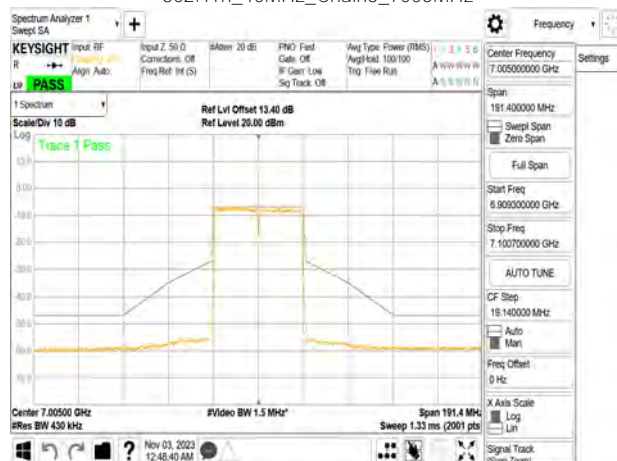 Spectrum Analyzer 1
Swept SA
+
Frequency
KEYSIGHT
Input: RF
Align: Auto
Input Z: 50 Ω
Corrections: Off
Freq Ref: Int (S)
#Atten: 20 dB
PNO: Fast
Gate: Off
IF Gain: Low
Sig Track: Off
Avg Type: Power (RMS)
Avg|Hold: 100/100
Trig: Free Run
PASS
Center Frequency
7.005000000 GHz
Settings
Span
191.400000 MHz
Swept Span
Zero Span
Full Span
Start Freq
6.909300000 GHz
Stop Freq
7.100700000 GHz
AUTO TUNE
CF Step
19.140000 MHz
Auto
Man
Freq Offset
0 Hz
X Axis Scale
Log
Lin
Signal Track
1 Spectrum
Scale/Div 10 dB
Ref Lvl Offset 13.40 dB
Ref Level 20.00 dBm
Log
Trace 1 Pass
Center 7.00500 GHz
#Res BW 430 kHz
#Video BW 1.5 MHz*
Span 191.4 MHz
Sweep 1.33 ms (2001 pts
Nov 03, 2023
12:48:40 AM